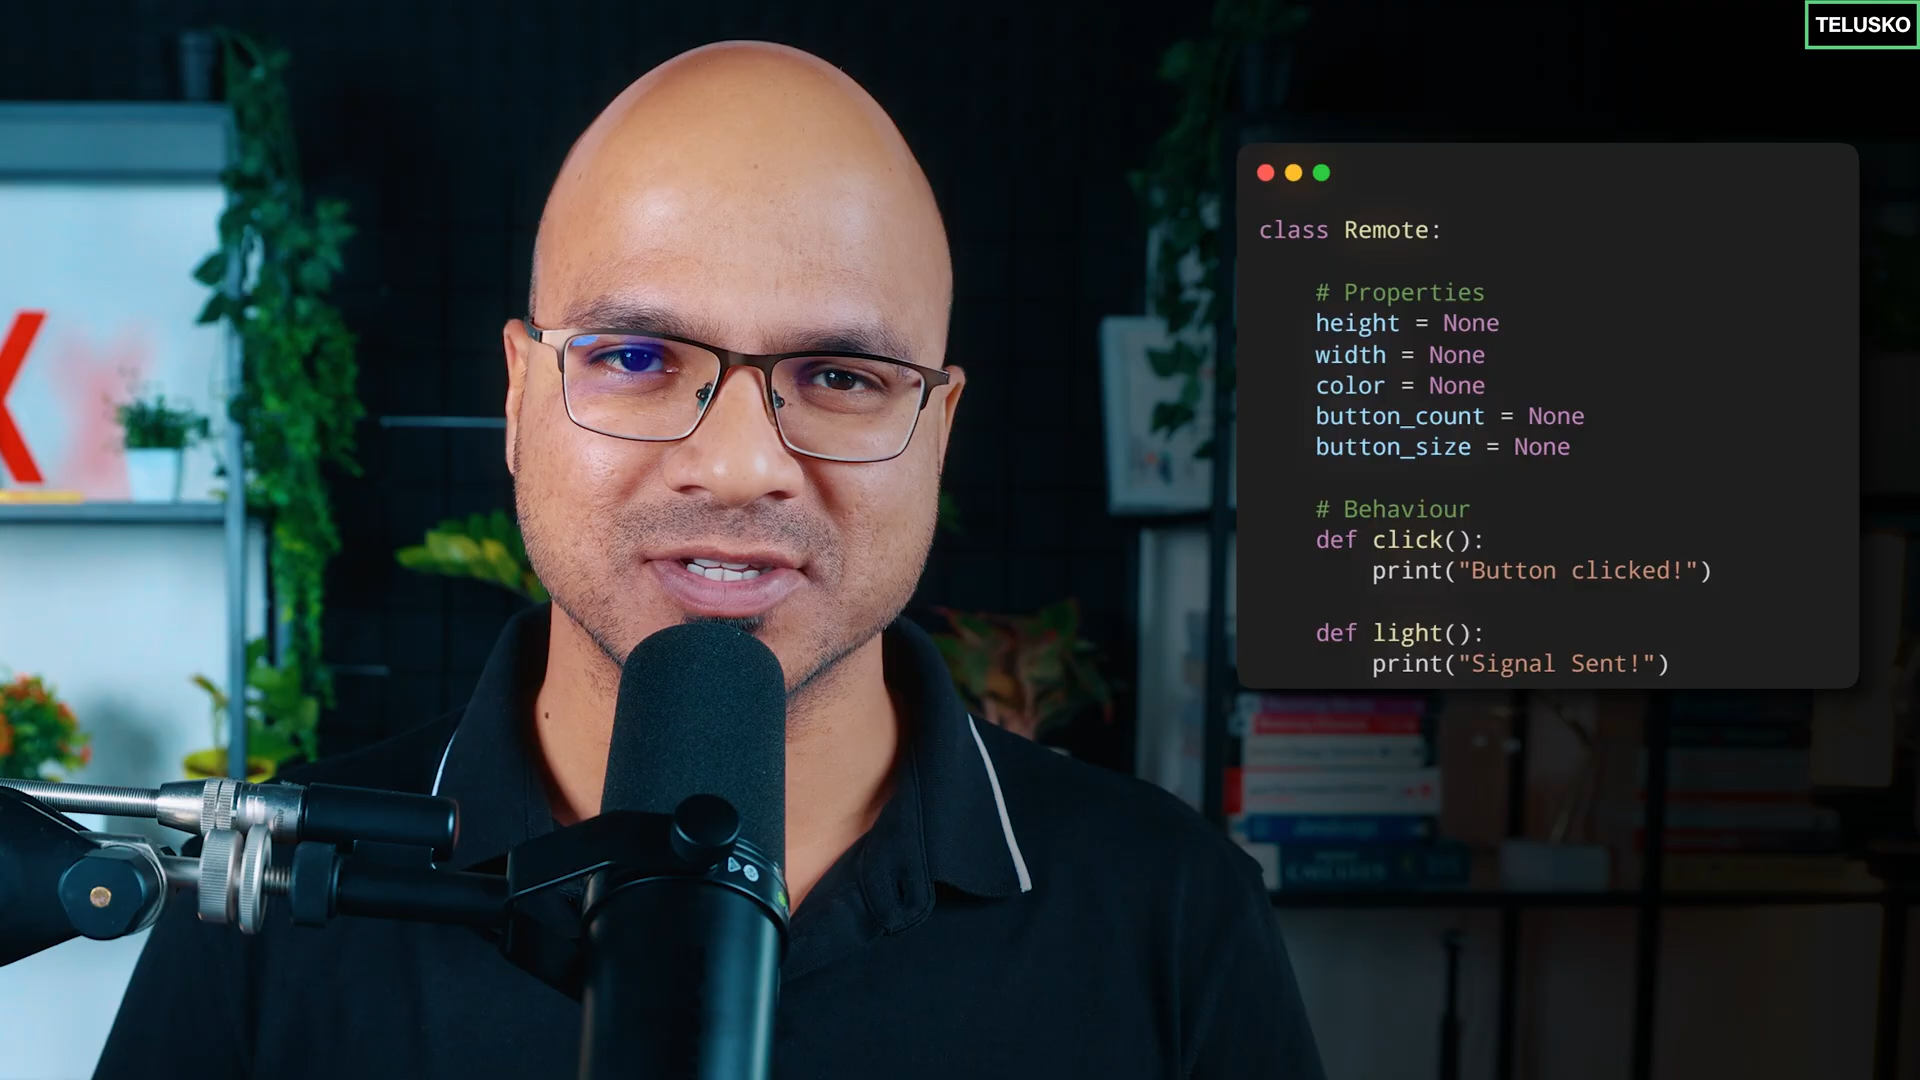 TELUSKO
class Remote:
# Properties
height = None
width = None
color = None
button_count = None
button_size = None
# Behaviour
def click():
print("Button clicked!")
def light():
print("Signal Sent!")